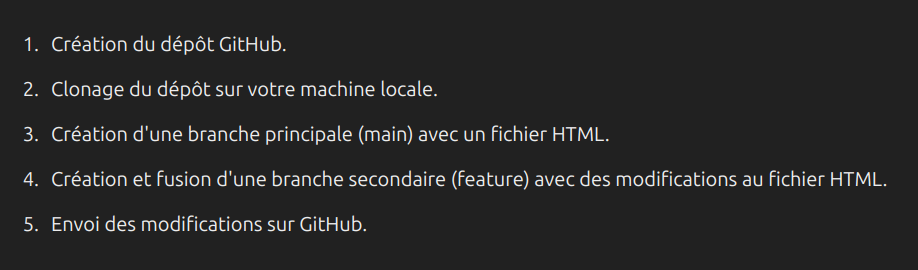 1. Création du dépôt GitHub.
2. Clonage du dépôt sur votre machine locale.
3. Création d'une branche principale (main) avec un fichier HTML.
4. Création et fusion d'une branche secondaire (feature) avec des modifications au fichier HTML.
5. Envoi des modifications sur GitHub.